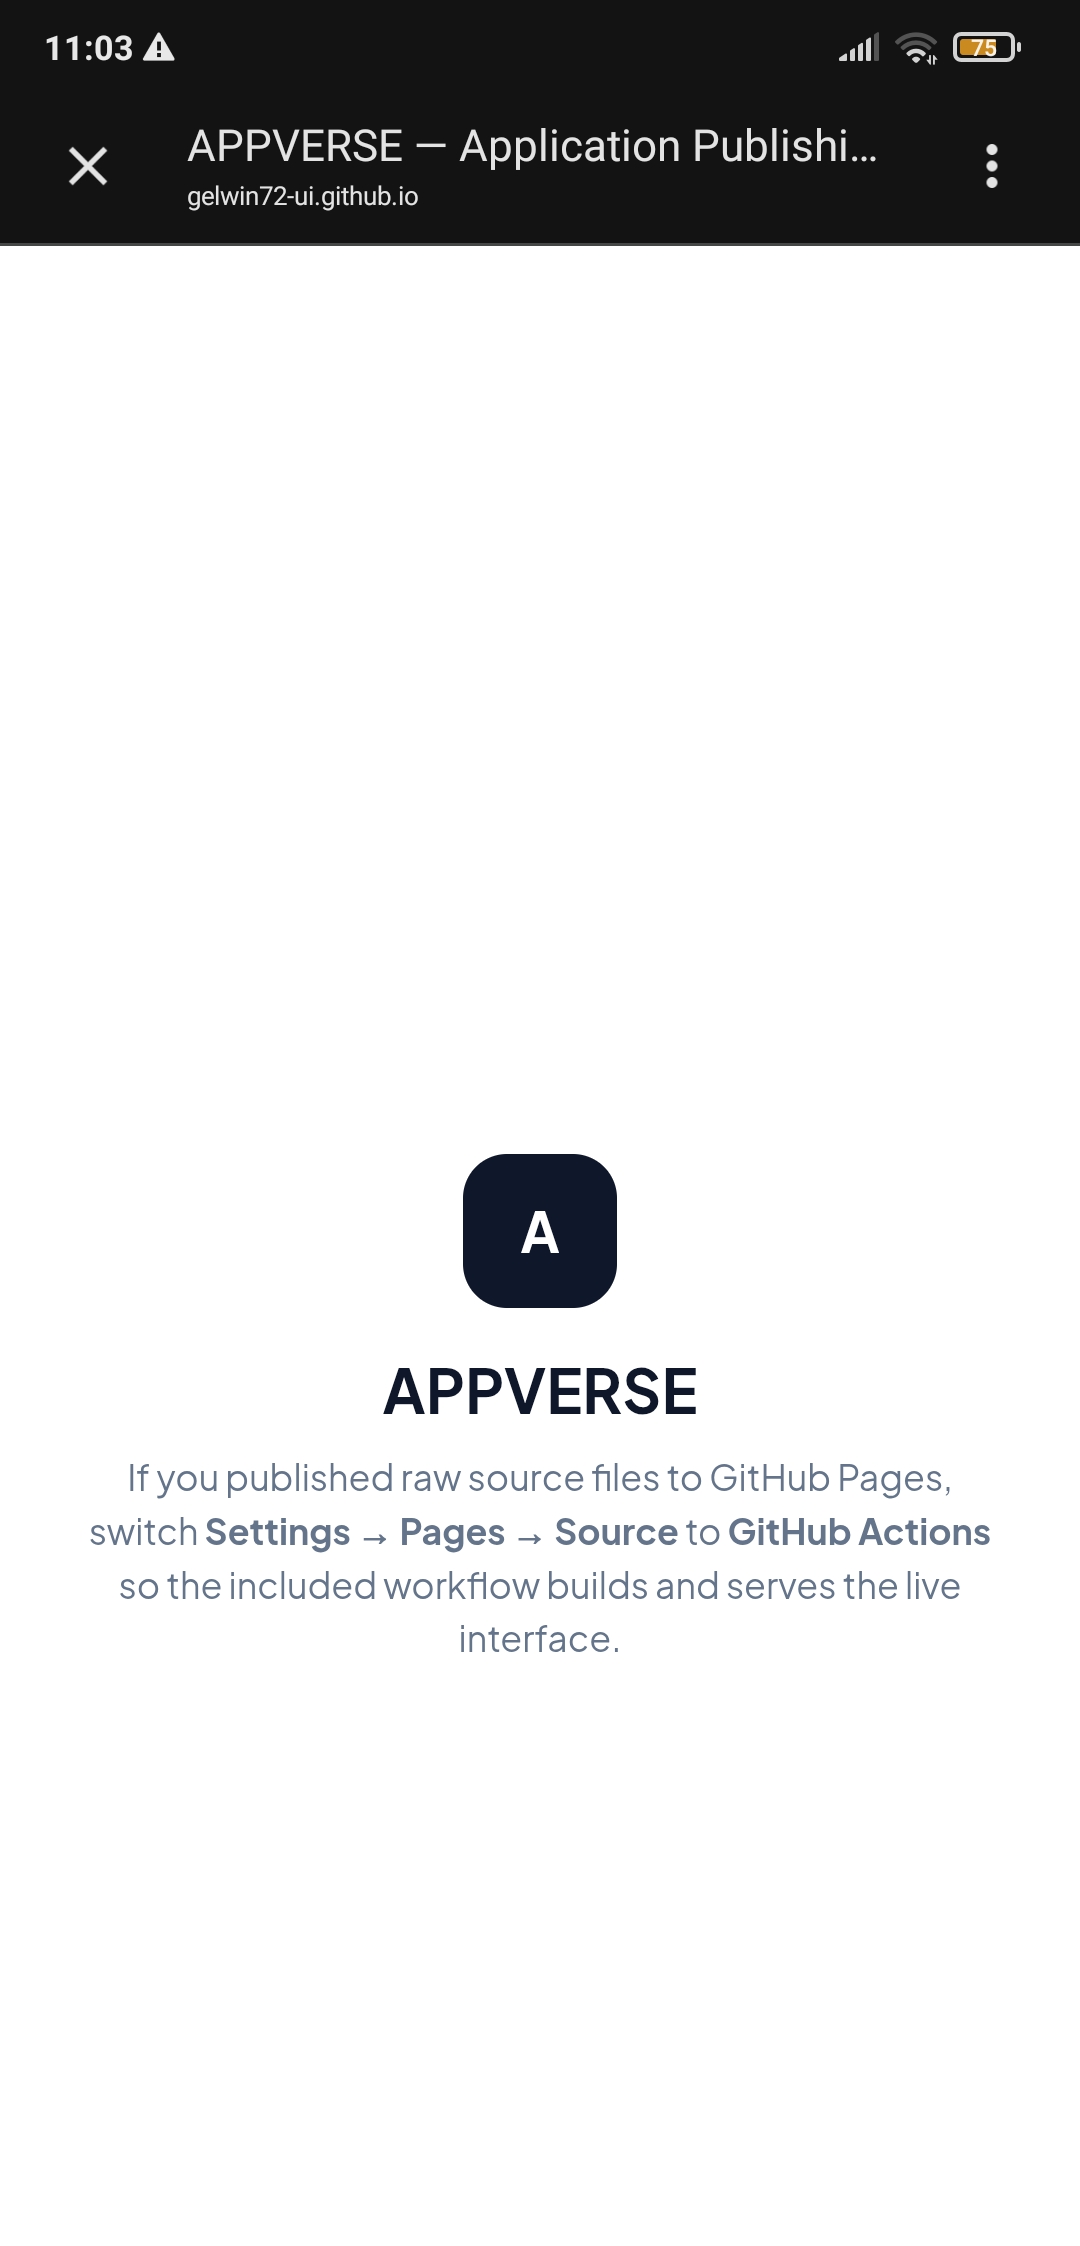 11:03
75
APPVERSE — Application Publishi...
gelwin72-ui.github.io
A
APPVERSE
If you published raw source files to GitHub Pages,
switch Settings → Pages → Source to GitHub Actions
so the included workflow builds and serves the live
interface.